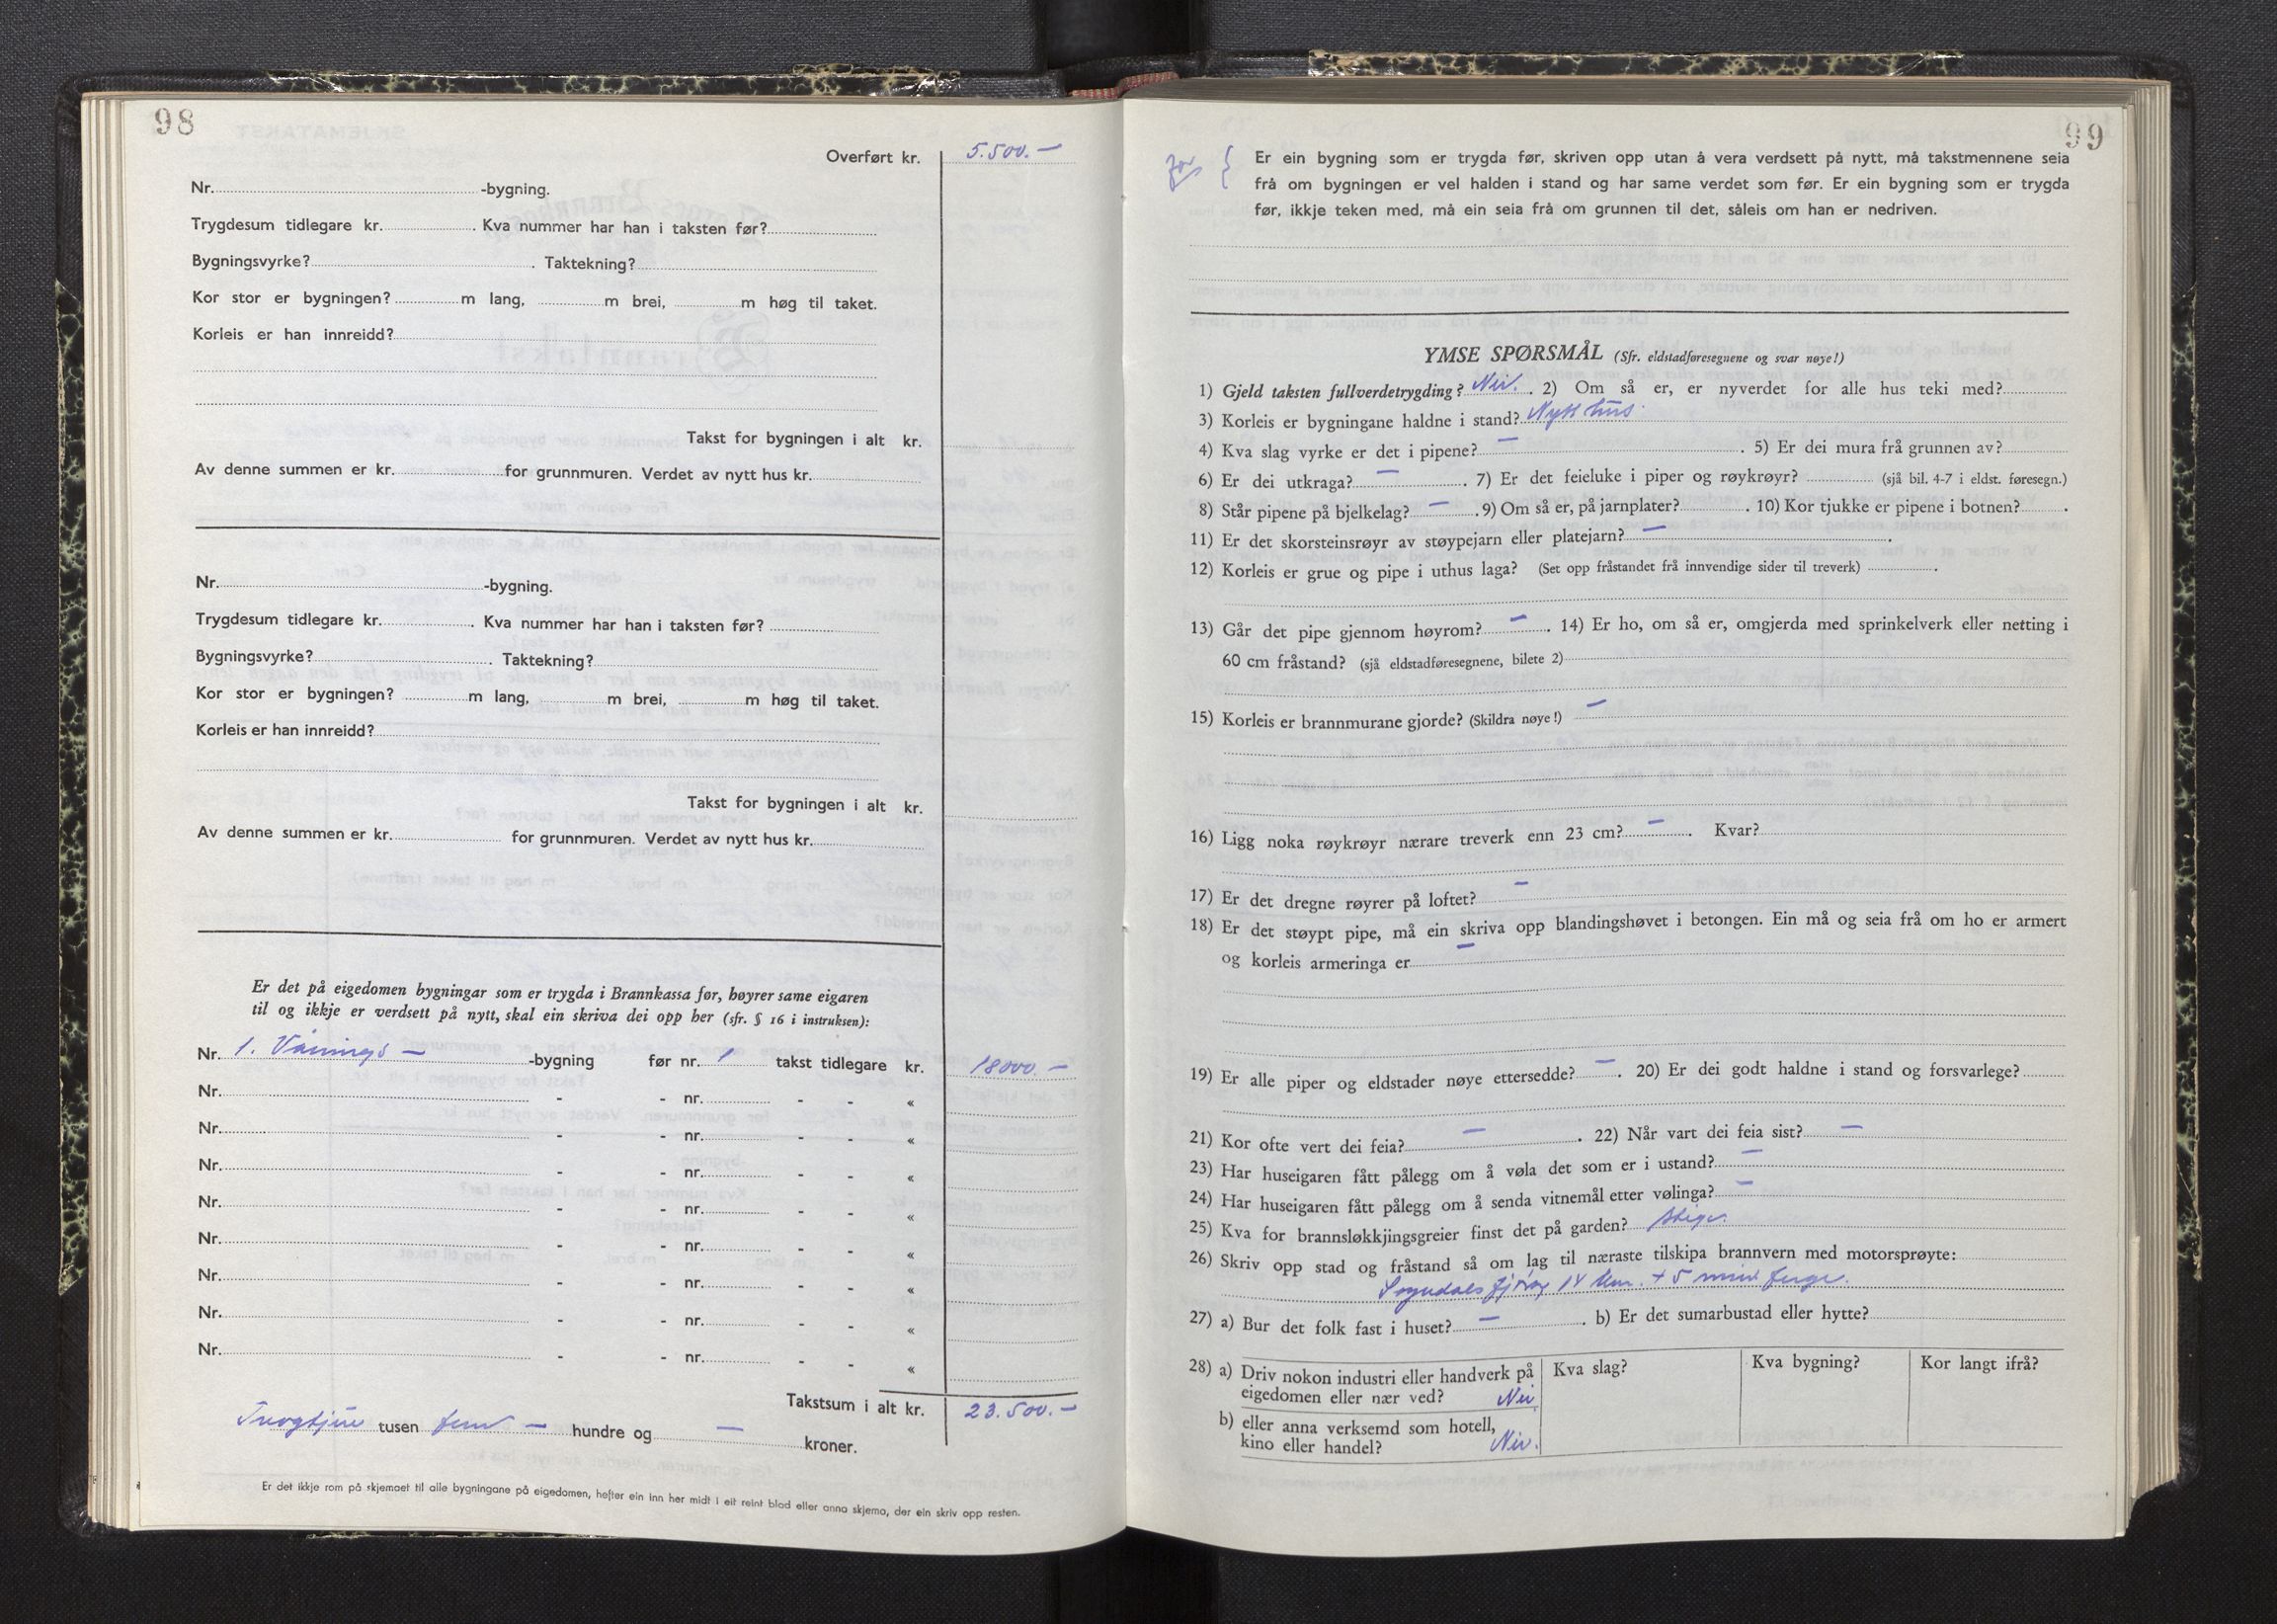 98
Overført kr. 5.500.—
Nr. -bygning.
Trygdesum tidlegare kr. . Kva nummer har han i taksten før?
Bygningsvyrke? . Taktekning?
Kor stor er bygningen? m lang, m brei, m høg til taket.
Korleis er han innreidd?
Takst for bygningen i alt kr.
Av denne summen er kr. for grunnmuren. Verdet av nytt hus kr.
Nr. -bygning.
Trygdesum tidlegare kr. . Kva nummer har han i taksten før?
Bygningsvyrke? . Taktekning?
Kor stor er bygningen? m lang, m brei, m høg til taket.
Korleis er han innreidd?
Takst for bygningen i alt kr.
Av denne summen er kr. for grunnmuren. Verdet av nytt hus kr.
Er det på eigedomen bygningar som er trygda i Brannkassa før, høyrer same eigaren
til og ikkje er verdsett på nytt, skal ein skriva dei opp her (sfr. § 16 i instruksen):
Nr. 1. Vånings — -bygning før nr. 1 takst tidlegare kr. 18000.—
Nr. - - nr. - - «
Nr. - - nr. - - «
Nr. - - nr. - - «
Nr. - - nr. - - «
Nr. - - nr. - - «
Nr. - - nr. - - «
Nr. - - nr. - - «
Nr. - - nr. - - «
Takstsum i alt kr. 23.500.—
Tuogtjúe tusen fem — hundre og — kroner.
Er det ikkje rom på skjemaet til alle bygningane på eigedomen, hefter ein inn her midt i eit reint blad eller anna skjema, der ein skriv opp resten.
99
Er ein bygning som er trygda før, skriven opp utan å vera verdsett på nytt, må takstmennene seia
frå om bygningen er vel halden i stand og har same verdet som før. Er ein bygning som er trygda
før, ikkje teken med, må ein seia frå om grunnen til det, såleis om han er nedriven.
YMSE SPØRSMÅL (Sfr. eldstadføresegnene og svar nøye!)
1) Gjeld taksten fullverdetrygding? Nei. . 2) Om så er, er nyverdet for alle hus teki med?
3) Korleis er bygningane haldne i stand? Nytt hus.
4) Kva slag vyrke er det i pipene? — . 5) Er dei mura frå grunnen av?
6) Er dei utkraga? — . 7) Er det feieluke i piper og røykrøyr? (sjå bil. 4-7 i eldst. føresegn.)
8) Står pipene på bjelkelag? — . 9) Om så er, på jarnplater? . 10) Kor tjukke er pipene i botnen? .
11) Er det skorsteinsrøyr av støypejarn eller platejarn? — .
12) Korleis er grue og pipe i uthus laga? (Set opp fråstandet frå innvendige sider til treverk) .
13) Går det pipe gjennom høyrom? — . 14) Er ho, om så er, omgjerda med sprinkelverk eller netting i
60 cm fråstand? (sjå eldstadføresegnene, bilete 2)
15) Korleis er brannmurane gjorde? (Skildra nøye!) —
16) Ligg noka røykrøyr nærare treverk enn 23 cm? — . Kvar?
17) Er det dregne røyrer på loftet? —
18) Er det støypt pipe, må ein skriva opp blandingshøvet i betongen. Ein må og seia frå om ho er armert
og korleis armeringa er —
19) Er alle piper og eldstader nøye ettersedde? — . 20) Er dei godt haldne i stand og forsvarlege?
21) Kor ofte vert dei feia? — . 22) Når vart dei feia sist? —
23) Har huseigaren fått pålegg om å vøla det som er i ustand? —
24) Har huseigaren fått pålegg om å senda vitnemål etter vølinga? —
25) Kva for brannsløkkjingsgreier finst det på garden? Stige.
26) Skriv opp stad og fråstand så om lag til næraste tilskipa brannvern med motorsprøyte:
Sogndalsfjøra 14 km. + 5 min ferge.
27) a) Bur det folk fast i huset? — . b) Er det sumarbustad eller hytte?
28) a) Driv nokon industri eller handverk på
eigedomen eller nær ved? Nei
Kva slag? Kva bygning? Kor langt ifrå?
b) eller anna verksemd som hotell,
kino eller handel? Nei.